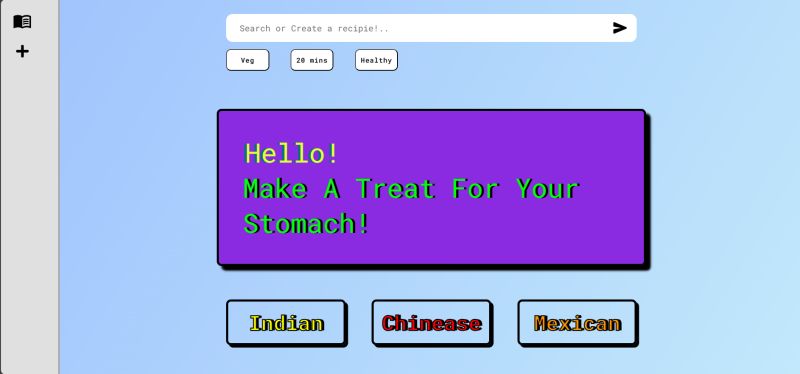 Search or Create a recipie!..
Veg
20 mins
Healthy
Hello!
Make A Treat For Your
Stomach!
Indian
Chinease
Mexican